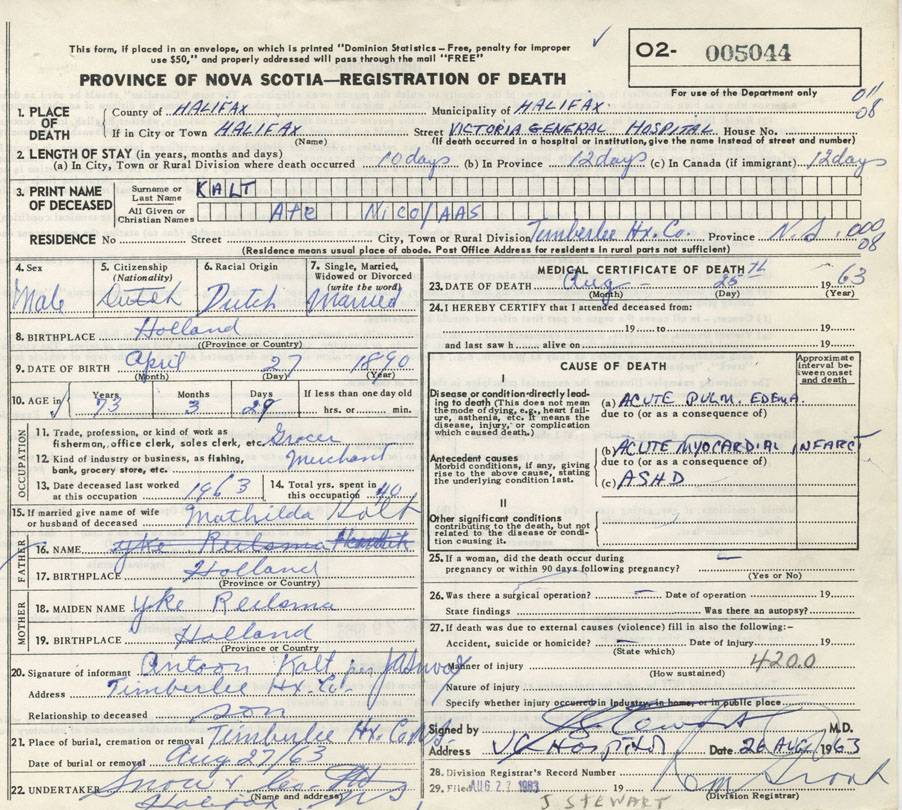 This form, if placed in an envelope, on which is printed "Dominion Statistics – Free, penalty for improper
use $50," and properly addressed will pass through the mail "FREE"
O2- 005044
PROVINCE OF NOVA SCOTIA—REGISTRATION OF DEATH
For use of the Department only
011
08
1. PLACE OF DEATH County of HALIFAX Municipality of HALIFAX
If in City or Town HALIFAX Street VICTORIA GENERAL HOSPITAL House No.
(Name) (If death occurred in a hospital or institution, give the name instead of street and number)
2. LENGTH OF STAY (in years, months and days)
(a) In City, Town or Rural Division where death occurred 10 days (b) In Province 12 days (c) In Canada (if immigrant) 12 days
3. PRINT NAME OF DECEASED Surname or Last Name KALT
All Given or Christian Names Ate Nicolaas
RESIDENCE No Street City, Town or Rural Division Timberlee Hx. Co. Province N.S. 000
08
(Residence means usual place of abode. Post Office Address for residents in rural parts not sufficient)
4. Sex 5. Citizenship (Nationality) 6. Racial Origin 7. Single, Married, Widowed or Divorced (write the word)
Male Dutch Dutch Married
8. BIRTHPLACE Holland
(Province or Country)
9. DATE OF BIRTH April 27 1890
(Month) (Day) (Year)
10. AGE in Years Months Days If less than one day old
73 3 29 hrs. or min.
OCCUPATION
11. Trade, profession, or kind of work as
fisherman, office clerk, sales clerk, etc. Grocer
12. Kind of industry or business, as fishing,
bank, grocery store, etc. Merchant
13. Date deceased last worked at this occupation 1963 14. Total yrs. spent in this occupation 40
15. If married give name of wife
or husband of deceased Mathilda Kalt
FATHER
16. NAME yke Reilsma
17. BIRTHPLACE Holland
(Province or Country)
MOTHER
18. MAIDEN NAME Yke Reilsma
19. BIRTHPLACE Holland
(Province or Country)
20. Signature of informant Antoon Kalt per
Address Timberlee Hx. Co.
Relationship to deceased son
21. Place of burial, cremation or removal Timberlee Hx. Co. N.S.
Date of burial or removal Aug 27/63
22. UNDERTAKER Snow & Co. Ltd
(Name and address) Halifax NS
MEDICAL CERTIFICATE OF DEATH
23. DATE OF DEATH Aug – 25th 1963
(Month) (Day) (Year)
24. I HEREBY CERTIFY that I attended deceased from:
19 to 19
and last saw h alive on 19
CAUSE OF DEATH
Approximate interval between onset and death
I
Disease or condition directly leading to death (This does not mean the mode of dying, e.g., heart failure, asthenia, etc. It means the disease, injury, or complication which caused death.)
(a) ACUTE PULM. EDEMA
due to (or as a consequence of)
Antecedent causes
Morbid conditions, if any, giving rise to the above cause, stating the underlying condition last.
(b) ACUTE MYOCARDIAL INFARCT
due to (or as a consequence of)
(c) ASHD
II
Other significant conditions
contributing to the death, but not related to the disease or condition causing it.
25. If a woman, did the death occur during
pregnancy or within 90 days following pregnancy? –
(Yes or No)
26. Was there a surgical operation? – Date of operation 19
State findings Was there an autopsy?
27. If death was due to external causes (violence) fill in also the following:–
Accident, suicide or homicide? – Date of injury 19
(State which)
Manner of injury 4200
(How sustained)
Nature of injury
Specify whether injury occurred in Industry, in home, or in public place
Signed by M.D.
Address V.G. Hospital Date 26 AUG 1963
28. Division Registrar's Record Number
29. Filed AUG 27 1963 19
(Division Registrar)
J STEWART